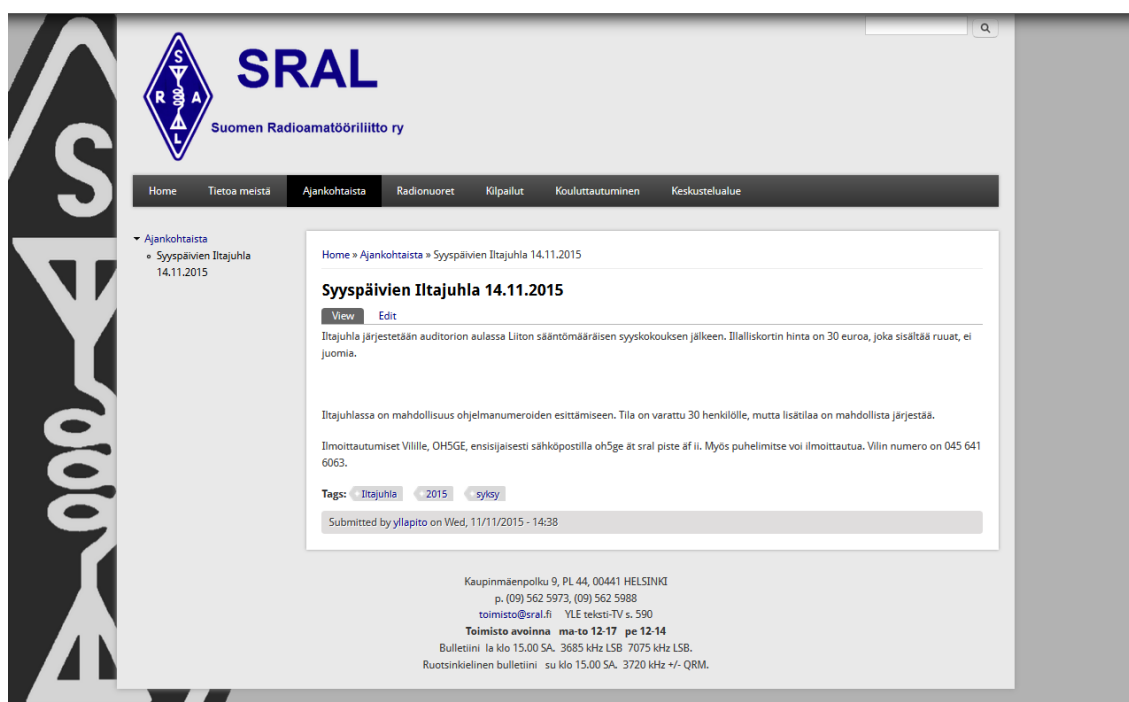 S
R A
L
SRAL
Suomen Radioamatööriliitto ry
Home Tietoa meistä Ajankohtaista Radionuoret Kilpailut Kouluttautuminen Keskustelualue
Ajankohtaista
Syyspäivien Iltajuhla
14.11.2015
Home » Ajankohtaista » Syyspäivien Iltajuhla 14.11.2015
Syyspäivien Iltajuhla 14.11.2015
View Edit
Iltajuhla järjestetään auditorion aulassa Liiton sääntömääräisen syyskokouksen jälkeen. Illalliskortin hinta on 30 euroa, joka sisältää ruuat, ei
juomia.
Iltajuhlassa on mahdollisuus ohjelmanumeroiden esittämiseen. Tila on varattu 30 henkilölle, mutta lisätilaa on mahdollista järjestää.
Ilmoittautumiset Vilille, OH5GE, ensisijaisesti sähköpostilla oh5ge ät sral piste äf ii. Myös puhelimitse voi ilmoittautua. Vilin numero on 045 641
6063.
Tags: Iltajuhla 2015 syksy
Submitted by yllapito on Wed, 11/11/2015 - 14:38
Kaupinmäenpolku 9, PL 44, 00441 HELSINKI
p. (09) 562 5973, (09) 562 5988
toimisto@sral.fi YLE teksti-TV s. 590
Toimisto avoinna ma-to 12-17 pe 12-14
Bulletiini la klo 15.00 SA. 3685 kHz LSB 7075 kHz LSB.
Ruotsinkielinen bulletiini su klo 15.00 SA. 3720 kHz +/- QRM.
S